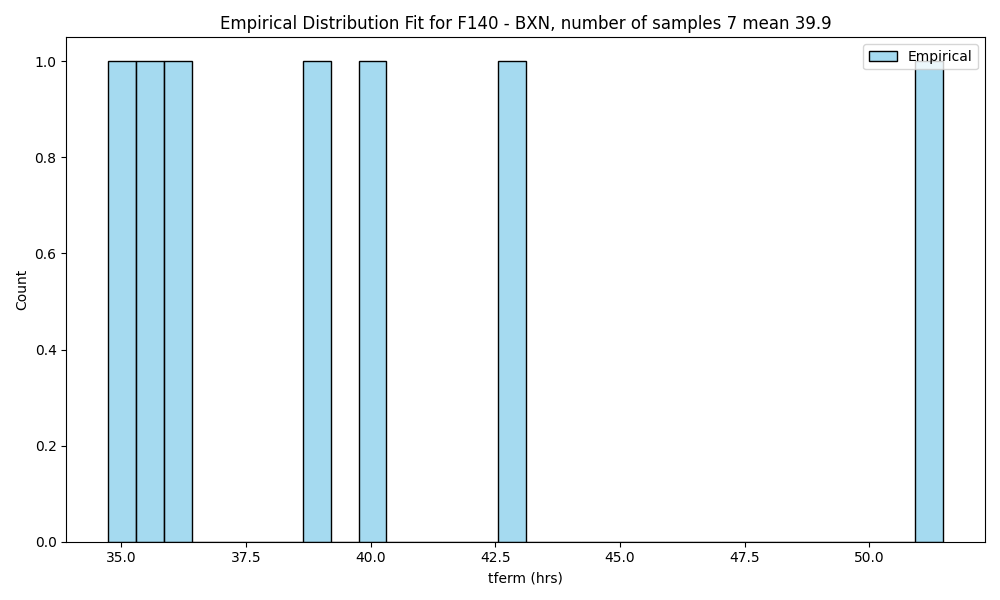 Empirical Distribution Fit for F140 - BXN, number of samples 7 mean 39.9
Empirical
1.0
0.8
0.6
0.4
0.2
0.0
Count
35.0 37.5 40.0 42.5 45.0 47.5 50.0
tferm (hrs)